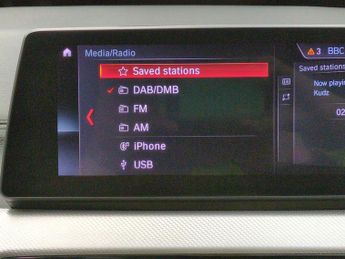 Media/Radio
Saved stations
DAB/DMB
FM
AM
iPhone
USB
3 BBC
Saved stations
Now playi
Kudz
02